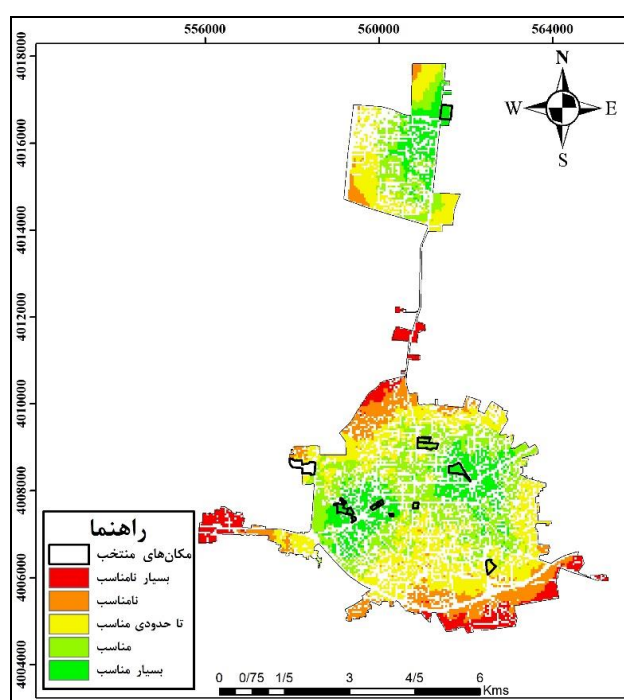 556000 560000 564000
4018000
4016000
4014000
4012000
4010000
4008000
4006000
4004000
N
W E
S
راهنما
مکان‌های منتخب
بسیار نامناسب
نامناسب
تا حدودی مناسب
مناسب
بسیار مناسب
0 0/75 1/5 3 4/5 6
Kms